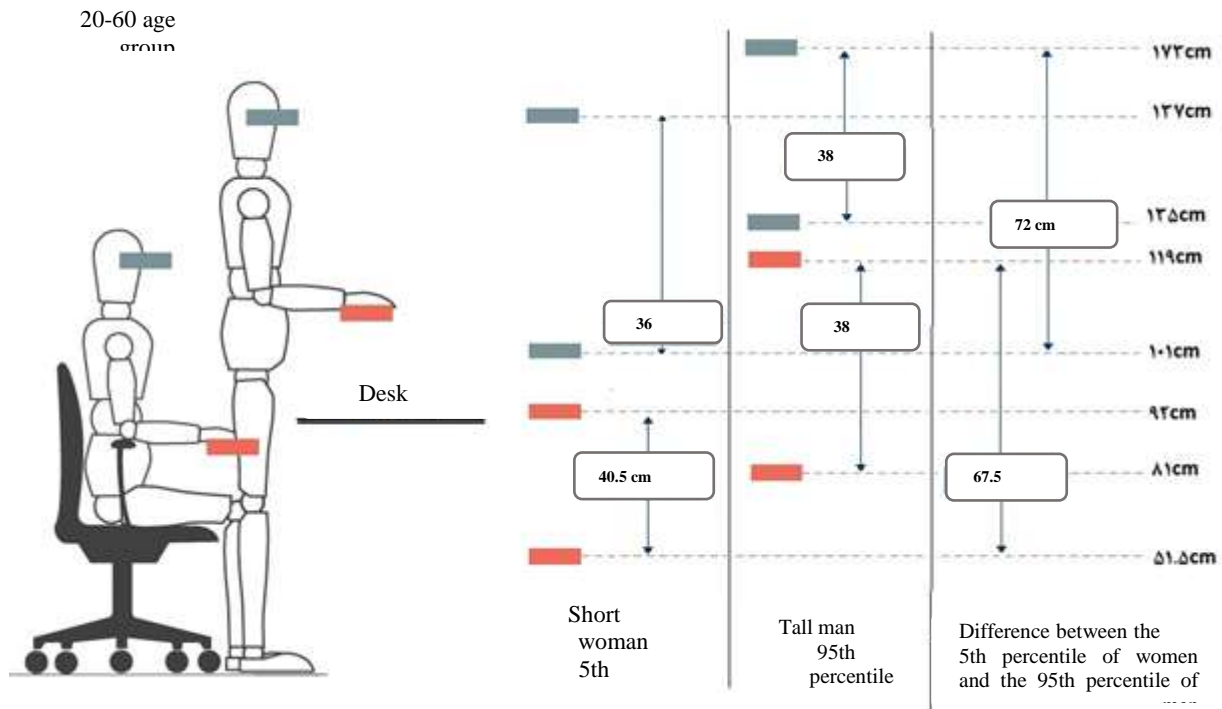 20-60 age
group
Desk
36
40.5 cm
38
38
72 cm
67.5
۱۷۳cm
۱۳۷cm
۱۳۵cm
۱۱۹cm
۱۰۱cm
۹۲cm
۸۱cm
۵۱.۵cm
Short
woman
5th
Tall man
95th
percentile
Difference between the
5th percentile of women
and the 95th percentile of